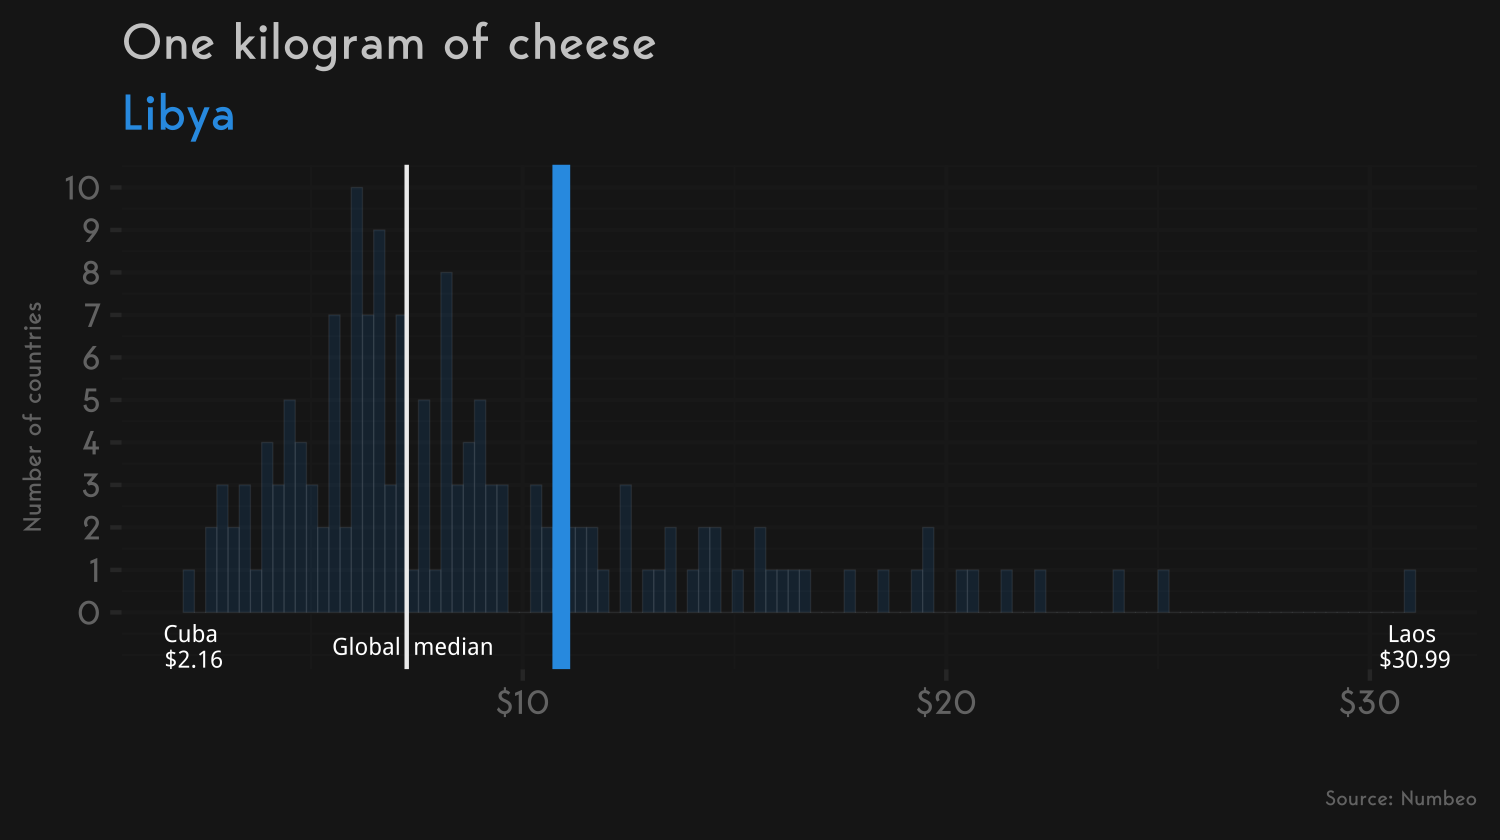 One kilogram of cheese
Libya
Number of countries
10
9
8
7
6
5
4
3
2
1
0
Cuba
$2.16
Global median
Laos
$30.99
$10
$20
$30
Source: Numbeo